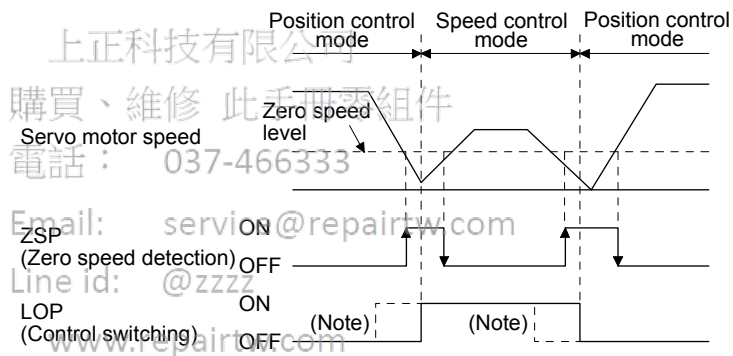 Position control mode
Speed control mode
Position control mode
上正科技有限公司
購買、維修 此手冊零組件
Zero speed level
Servo motor speed
電話： 037-466333
Email: service@repairtw.com
ZSP
(Zero speed detection)
ON
OFF
Line id: @zzzz
LOP
(Control switching)
ON
OFF
(Note)
(Note)
www.repairtw.com